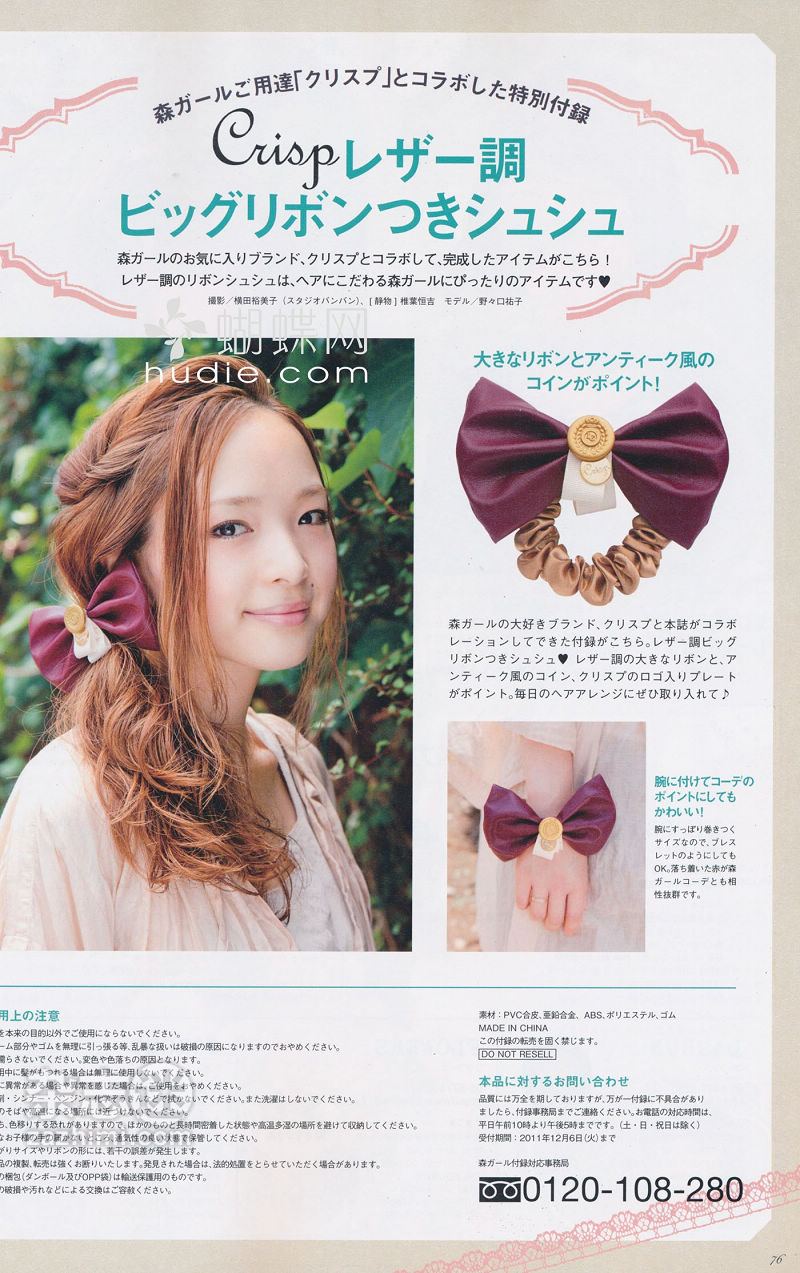 森ガールご用達「クリスプ」とコラボした特別付録
Crispレザー調
ビッグリボンつきシュシュ
森ガールのお気に入りブランド、クリスプとコラボして、完成したアイテムがこちら!
レザー調のリボンシュシュは、ヘアにこだわる森ガールにぴったりのアイテムです♥
撮影/横田裕美子(スタジオバンバン)、[静物]椎葉恒吉 モデル/野々口祐子
蝴蝶网
hudie.com
大きなリボンとアンティーク風の
コインがポイント!
Crisp
森ガールの大好きブランド、クリスプと本誌がコラボ
レーションしてできた付録がこちら。レザー調ビッグ
リボンつきシュシュ♥ レザー調の大きなリボンと、ア
ンティーク風のコイン、クリスプのロゴ入りプレート
がポイント。毎日のヘアアレンジにぜひ取り入れて♪
腕に付けてコーデの
ポイントにしても
かわいい!
腕にすっぽり巻きつく
サイズなので、ブレス
レットのようにしても
OK。落ち着いた赤が森
ガールコーデとも相
性抜群です。
用上の注意
を本来の目的以外でご使用にならないでください。
ーム部分やゴムを無理に引っ張る等、乱暴な扱いは破損の原因になりますのでおやめください。
濡らさないでください。変色や色落ちの原因となります。
用中に髪がもつれる場合は無理に使用しないでください。
に異常がある場合、異常を感じた場合は、ご使用をおやめください。
剤・シンナー・ベンジン・化ぞうきんなどで拭かないでください。また洗濯はしないでください。
のそばや高温になる場所には近づけないでください。
ち、色移りする恐れがありますので、ほかのものと長時間密着した状態や高温多湿の場所を避けて収納してください。
なお子様の手の届かない所で、通気性の良い状態で保管してください。
がりサイズやリボンの形には、若干の誤差が発生します。
品の複製、転売は強くお断りいたします。発見された場合は、法的処置をとらせていただく場合があります。
の梱包(ダンボール及びOPP袋)は輸送保護用のものです。
の破損や汚れなどによる交換はご容赦ください。
素材:PVC合皮、亜鉛合金、ABS、ポリエステル、ゴム
MADE IN CHINA
この付録の転売を固く禁じます。
DO NOT RESELL
本品に対するお問い合わせ
品質には万全を期しておりますが、万が一付録に不具合があり
ましたら、付録事務局までご連絡ください。お電話の対応時間は、
平日午前10時より午後5時までです。(土・日・祝日は除く)
受付期間:2011年12月6日(火)まで
森ガール付録対応事務局
0120-108-280
76